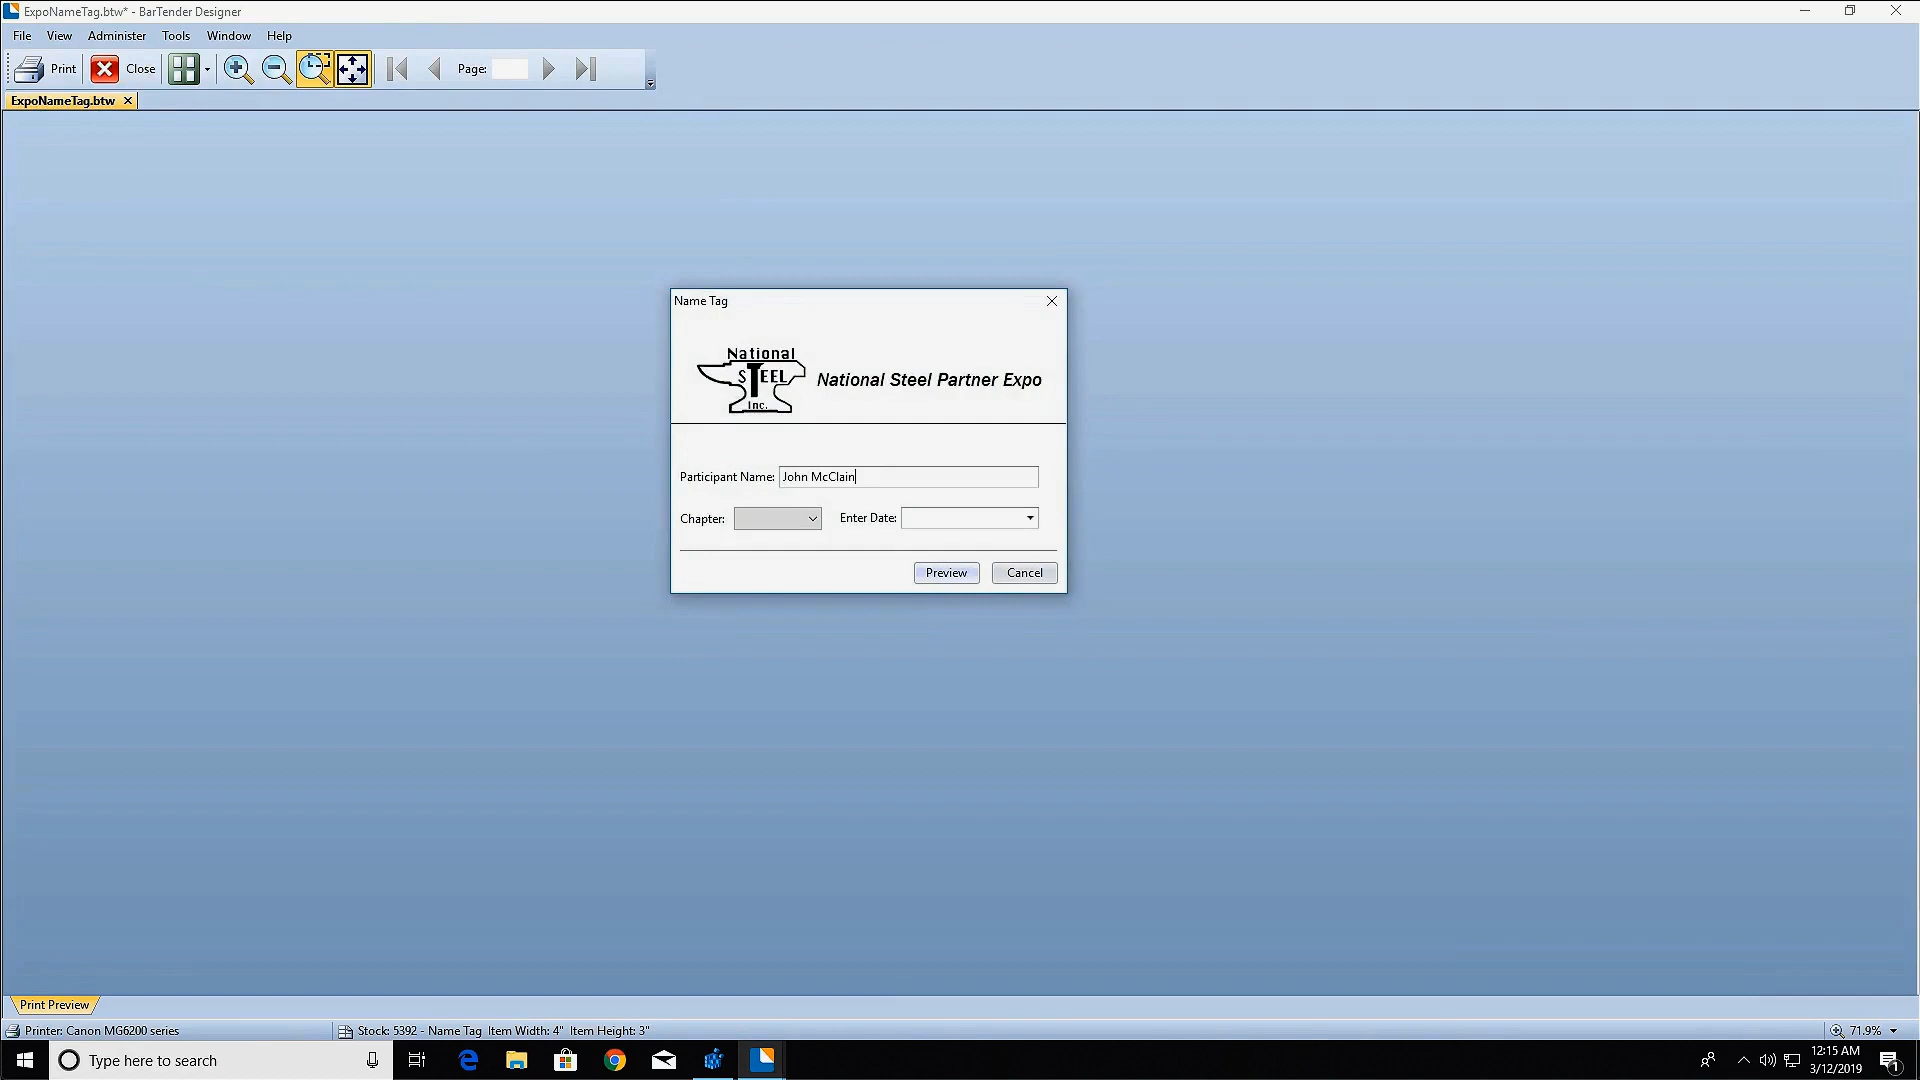 ExpoNameTag.btw* - BarTender Designer
File View Administer Tools Window Help
Print Close Page:
ExpoNameTag.btw
Name Tag
National
STEEL
Inc.
National Steel Partner Expo
Participant Name: John McClain
Chapter: Enter Date:
Preview Cancel
Print Preview
Printer: Canon MG6200 series Stock: 5392 - Name Tag Item Width: 4" Item Height: 3" 71.9%
Type here to search
12:15 AM
3/12/2019
1